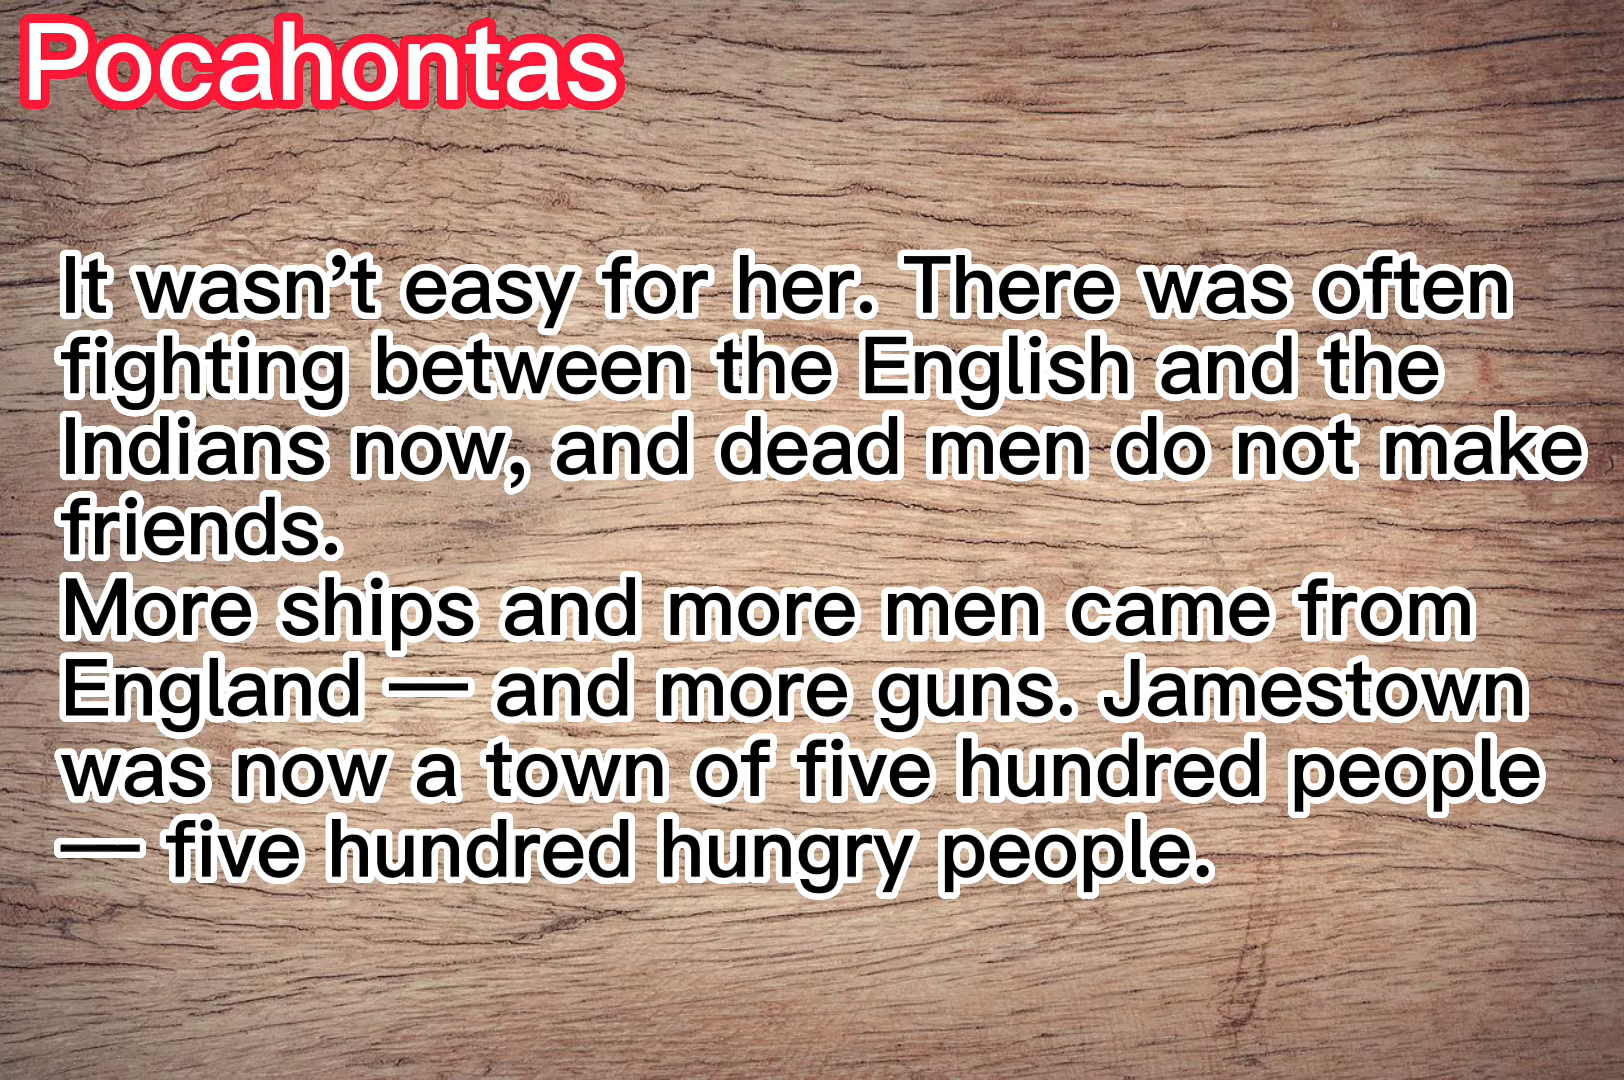 Pocahontas
It wasn’t easy for her. There was often
fighting between the English and the
Indians now, and dead men do not make
friends.
More ships and more men came from
England — and more guns. Jamestown
was now a town of five hundred people
— five hundred hungry people.